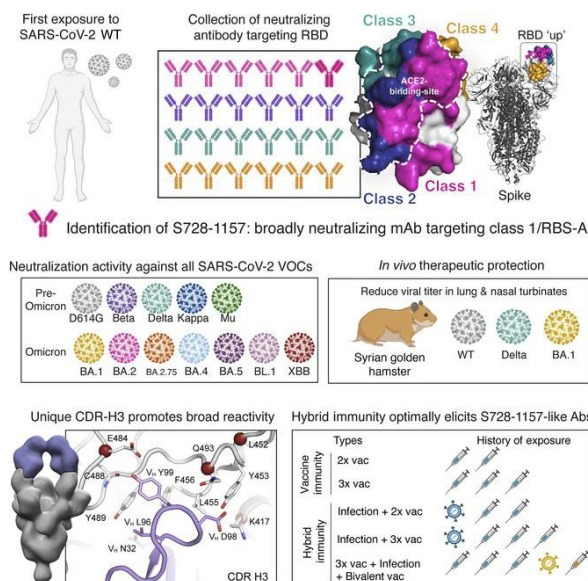 First exposure to
SARS-CoV-2 WT
Collection of neutralizing
antibody targeting RBD
Class 3
Class 4
RBD 'up'
ACE2-
binding-site
Class 1
Class 2
Spike
Identification of S728-1157: broadly neutralizing mAb targeting class 1/RBS-A
Neutralization activity against all SARS-CoV-2 VOCs
Pre-
Omicron
D614G Beta Delta Kappa Mu
Omicron
BA.1 BA.2 BA.2.75 BA.4 BA.5 BL.1 XBB
In vivo therapeutic protection
Reduce viral titer in lung & nasal turbinates
Syrian golden
hamster
WT Delta BA.1
Unique CDR-H3 promotes broad reactivity
E484
Q493
L452
C488
VH Y99
F456
Y453
L455
Y489
VH L96
K417
VH D98
VH N32
CDR H3
Hybrid immunity optimally elicits S728-1157-like Abs
Types History of exposure
Vaccine
immunity
2x vac
3x vac
Hybrid
immunity
Infection + 2x vac
Infection + 3x vac
3x vac + Infection
+ Bivalent vac